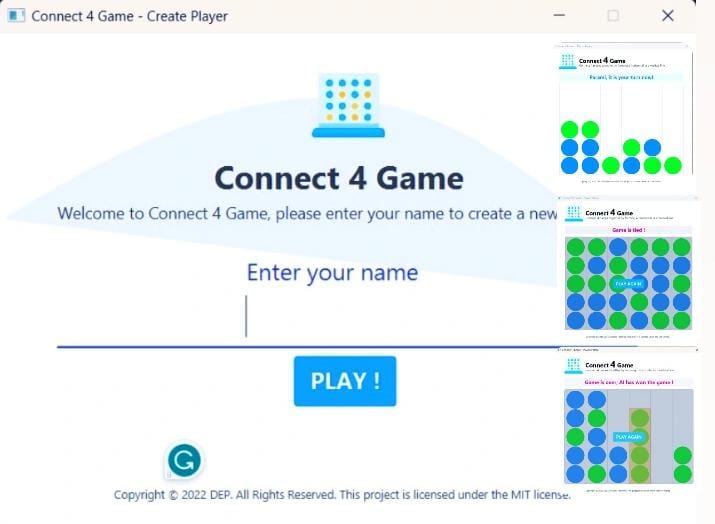 Connect 4 Game - Create Player
Connect 4 Game
Welcome to Connect 4 Game, please enter your name to create a new
Enter your name
PLAY !
Copyright © 2022 DEP. All Rights Reserved. This project is licensed under the MIT license.
Connect 4 Game
it is your turn now!
Connect 4 Game
Game is tied !
PLAY AGAIN
Connect 4 Game
Game is over, AI has won the game !
PLAY AGAIN